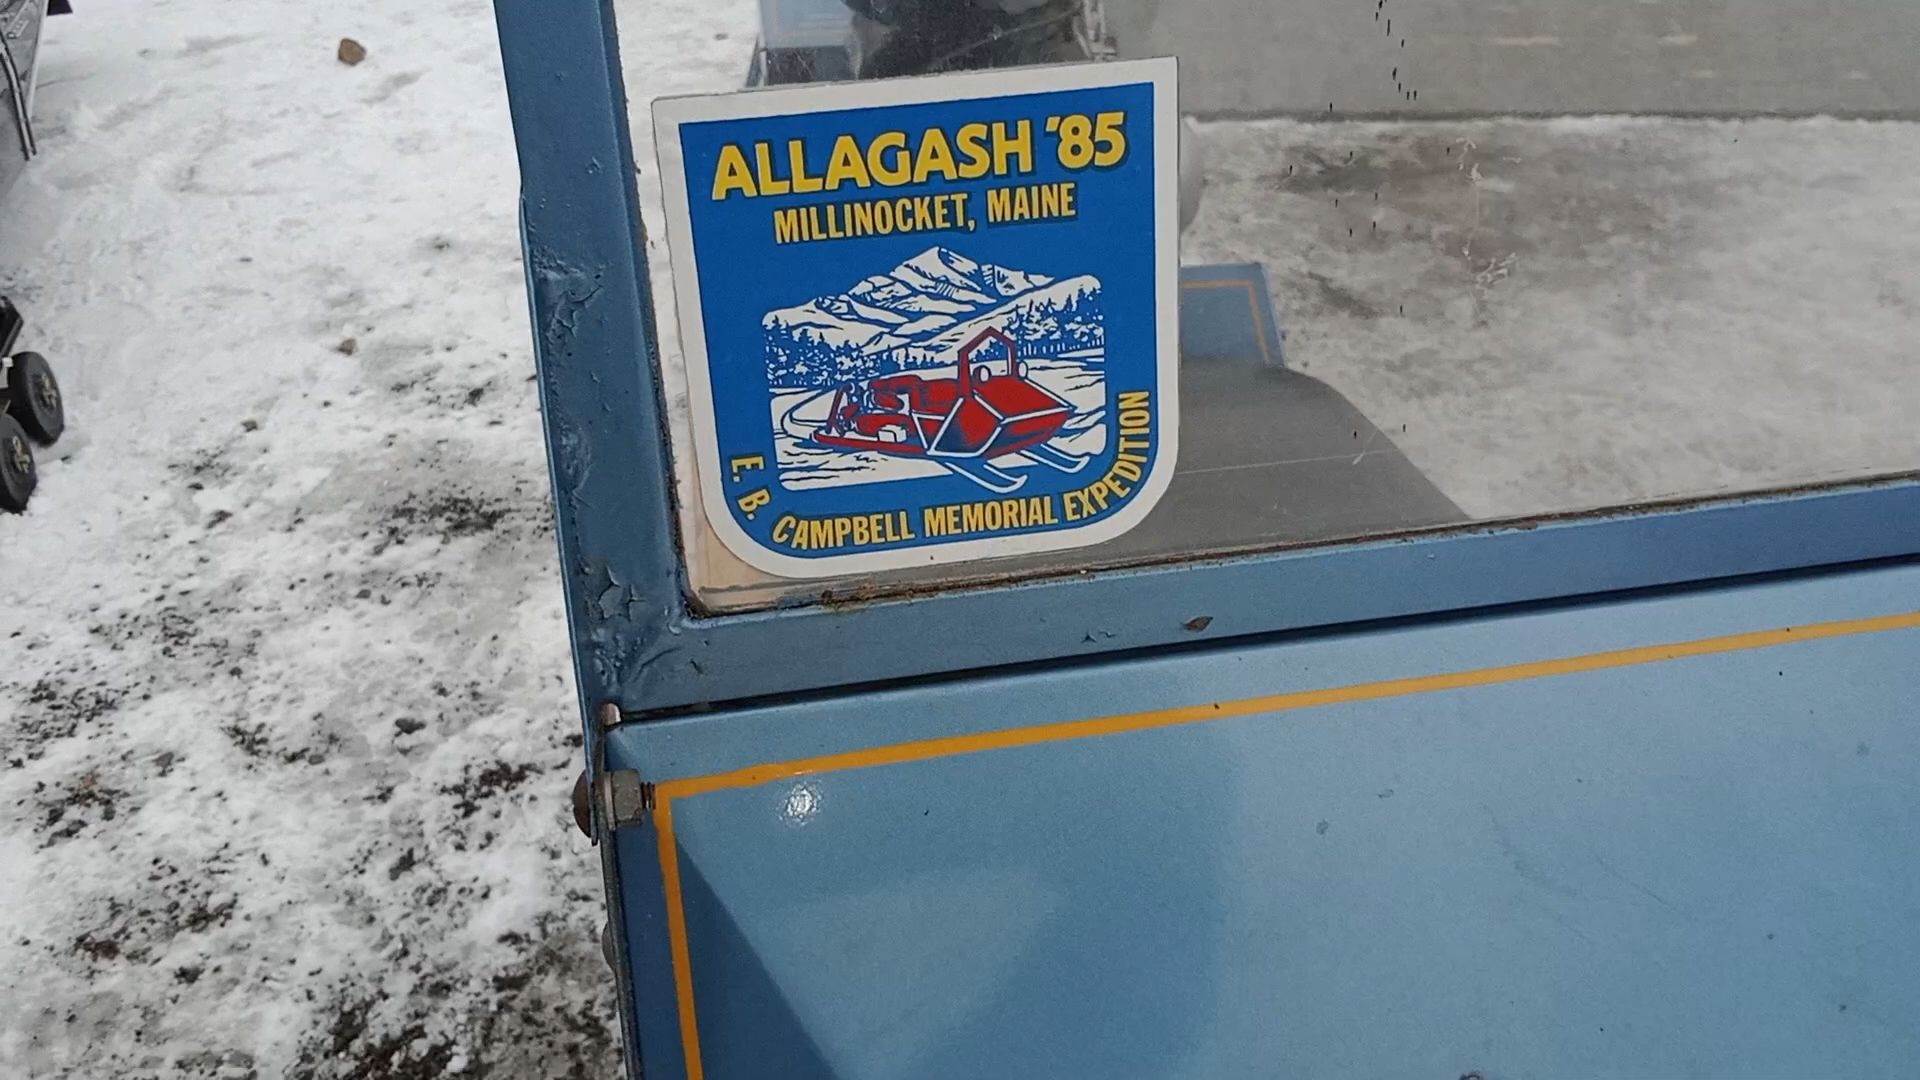 ALLAGASH '85
MILLINOCKET, MAINE
E. B. CAMPBELL MEMORIAL EXPEDITION